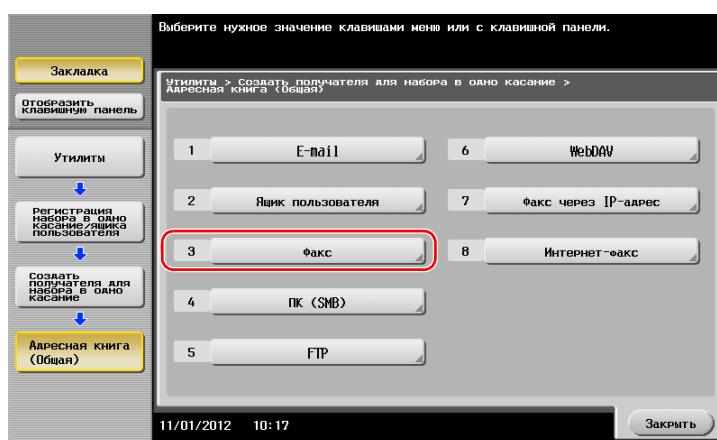 Выберите нужное значение клавишами меню или с клавишной панели.
Закладка
Отобразить
клавишную панель
Утилиты
Регистрация
набора в одно
касание/ящика
пользователя
Создать
получателя для
набора в одно
касание
Адресная книга
(Общая)
Утилиты > Создать получателя для набора в одно касание >
Адресная книга (Общая)
1 E-mail
2 Ящик пользователя
3 Факс
4 ПК (SMB)
5 FTP
6 WebDAV
7 Факс через IP-адрес
8 Интернет-факс
11/01/2012 10:17
Закрыть